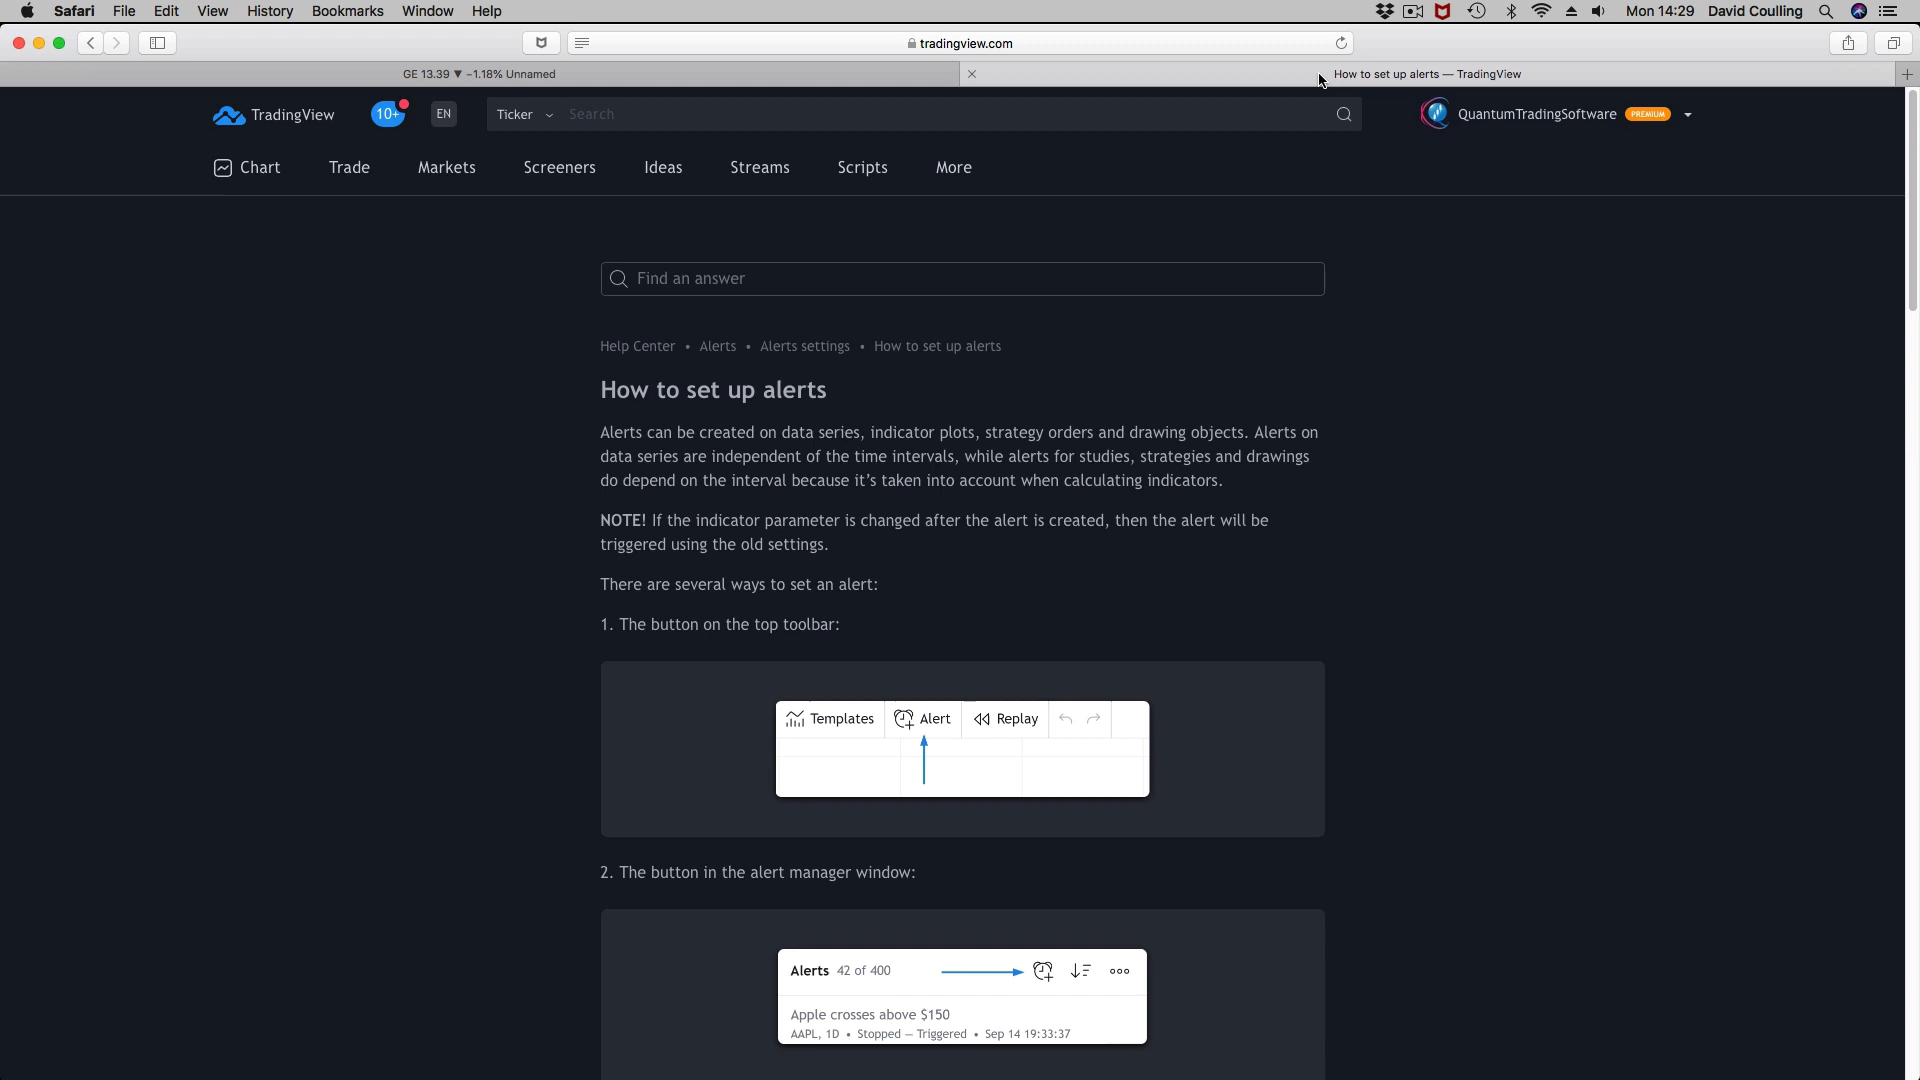 Safari File Edit View History Bookmarks Window Help Mon 14:29 David Coulling
tradingview.com
GE 13.39 ▼ −1.18% Unnamed
How to set up alerts — TradingView
TradingView 10+ EN Ticker Search QuantumTradingSoftware PREMIUM
Chart Trade Markets Screeners Ideas Streams Scripts More
Find an answer
Help Center • Alerts • Alerts settings • How to set up alerts
How to set up alerts
Alerts can be created on data series, indicator plots, strategy orders and drawing objects. Alerts on
data series are independent of the time intervals, while alerts for studies, strategies and drawings
do depend on the interval because it's taken into account when calculating indicators.
NOTE! If the indicator parameter is changed after the alert is created, then the alert will be
triggered using the old settings.
There are several ways to set an alert:
1. The button on the top toolbar:
Templates Alert Replay
2. The button in the alert manager window:
Alerts 42 of 400
Apple crosses above $150
AAPL, 1D • Stopped — Triggered • Sep 14 19:33:37